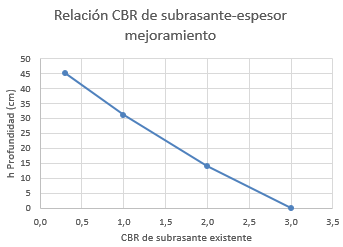 Relación CBR de subrasante-espesor
mejoramiento
h Profundidad (cm)
50
45
40
35
30
25
20
15
10
5
0
0,0 0,5 1,0 1,5 2,0 2,5 3,0 3,5
CBR de subrasante existente